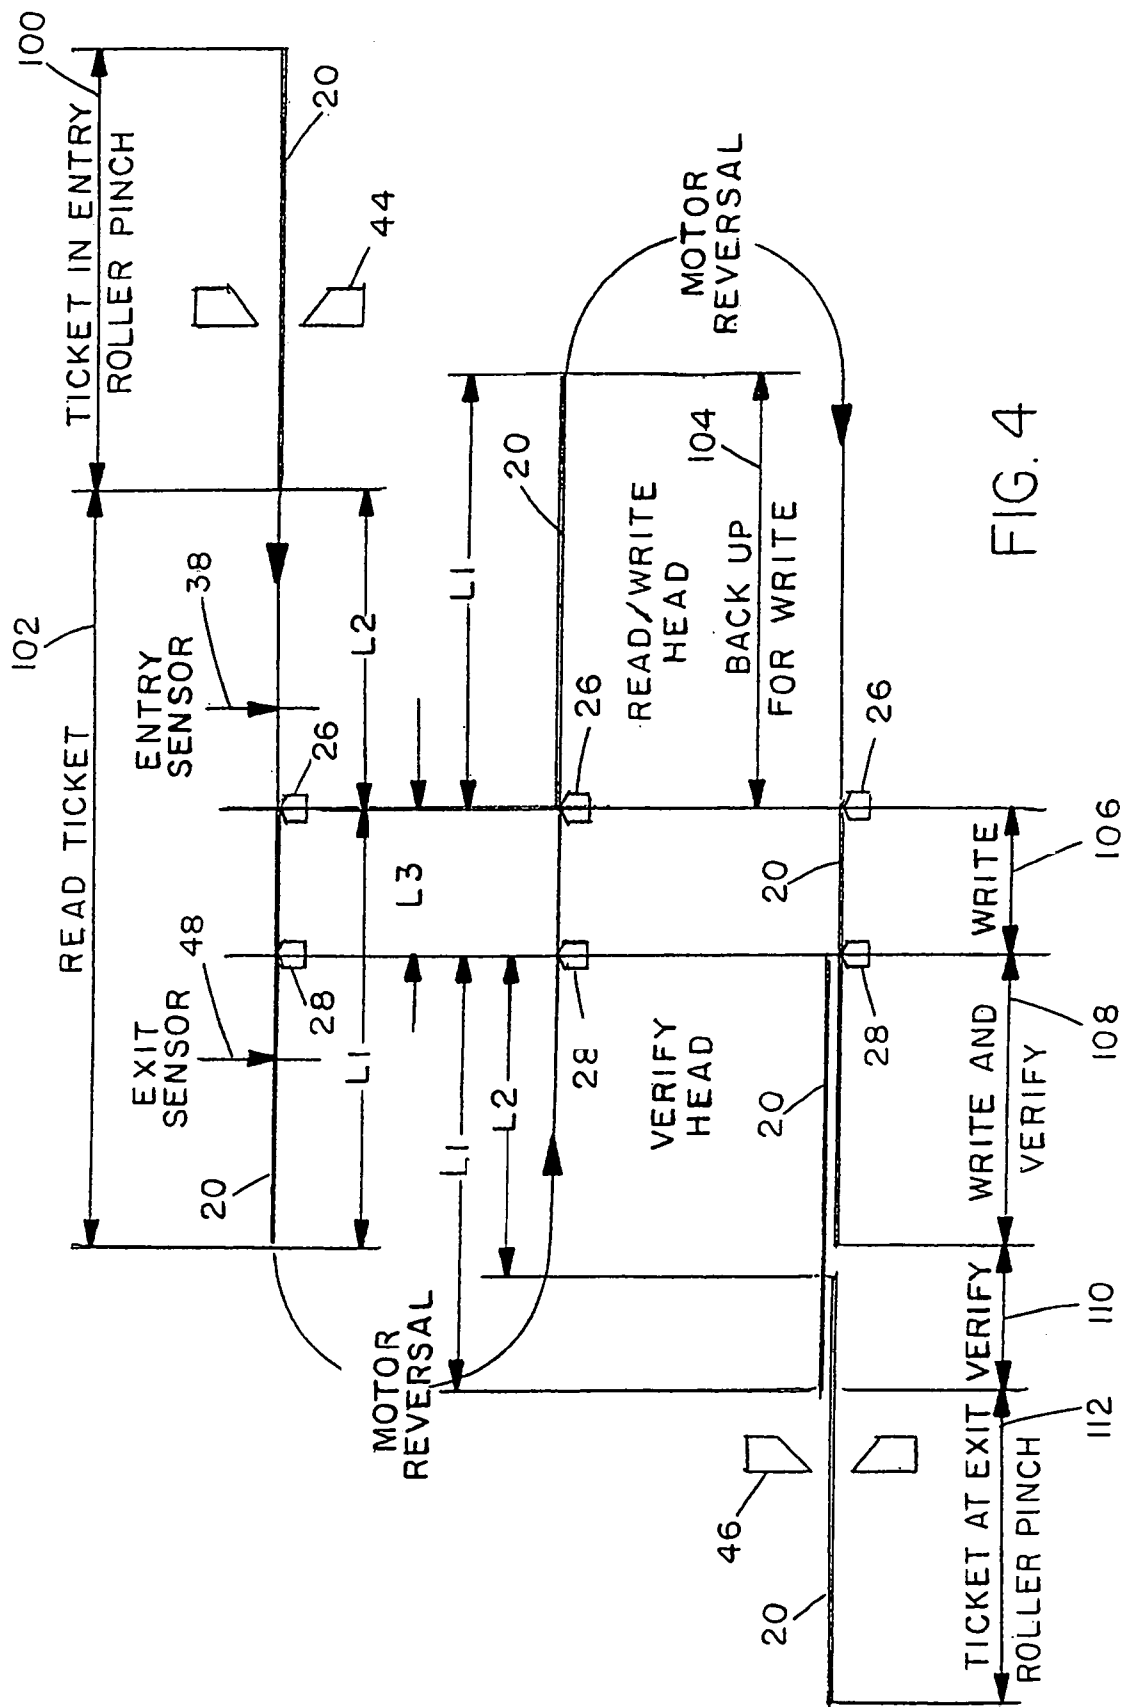 100
TICKET IN ENTRY
ROLLER PINCH
20
44
102
READ TICKET
ENTRY
SENSOR
38
EXIT
SENSOR
48
26
28
20
L2
L1
L3
L1
MOTOR
REVERSAL
20
MOTOR
REVERSAL
26
28
L1
L2
READ/WRITE
HEAD
VERIFY
HEAD
104
BACK UP
FOR WRITE
26
28
20
20
46
20
WRITE
106
WRITE AND
VERIFY
108
VERIFY
110
TICKET AT EXIT
ROLLER PINCH
112
FIG. 4